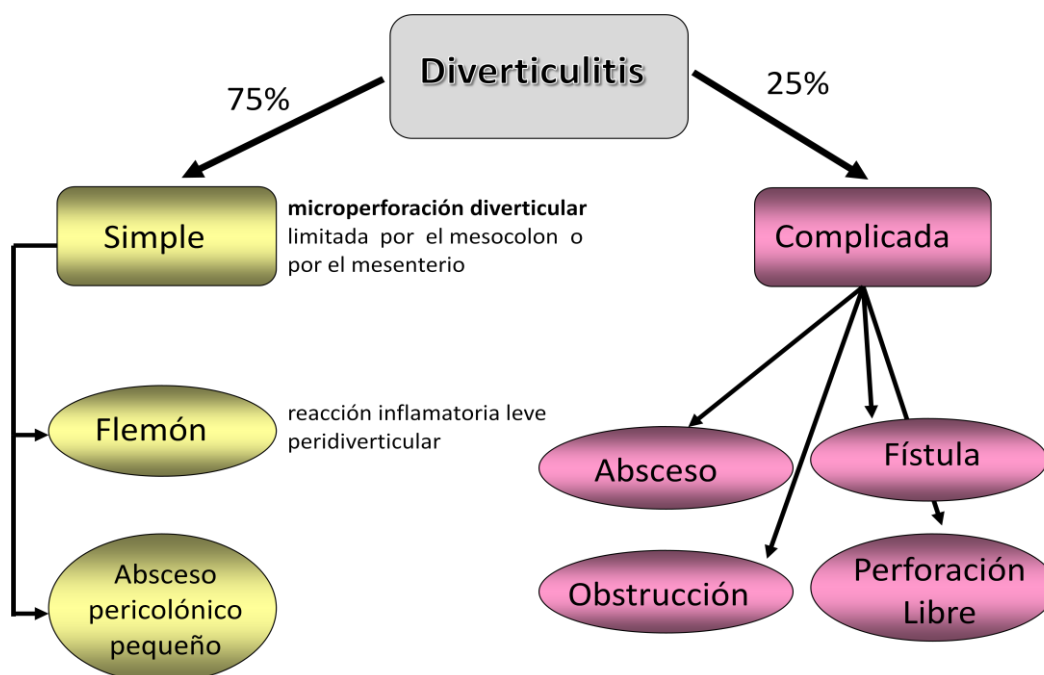 Diverticulitis
75%
25%
Simple
microperforación diverticular
limitada por el mesocolon o
por el mesenterio
Complicada
Flemón
reacción inflamatoria leve
peridiverticular
Absceso
Fístula
Absceso
pericolónico
pequeño
Obstrucción
Perforación
Libre